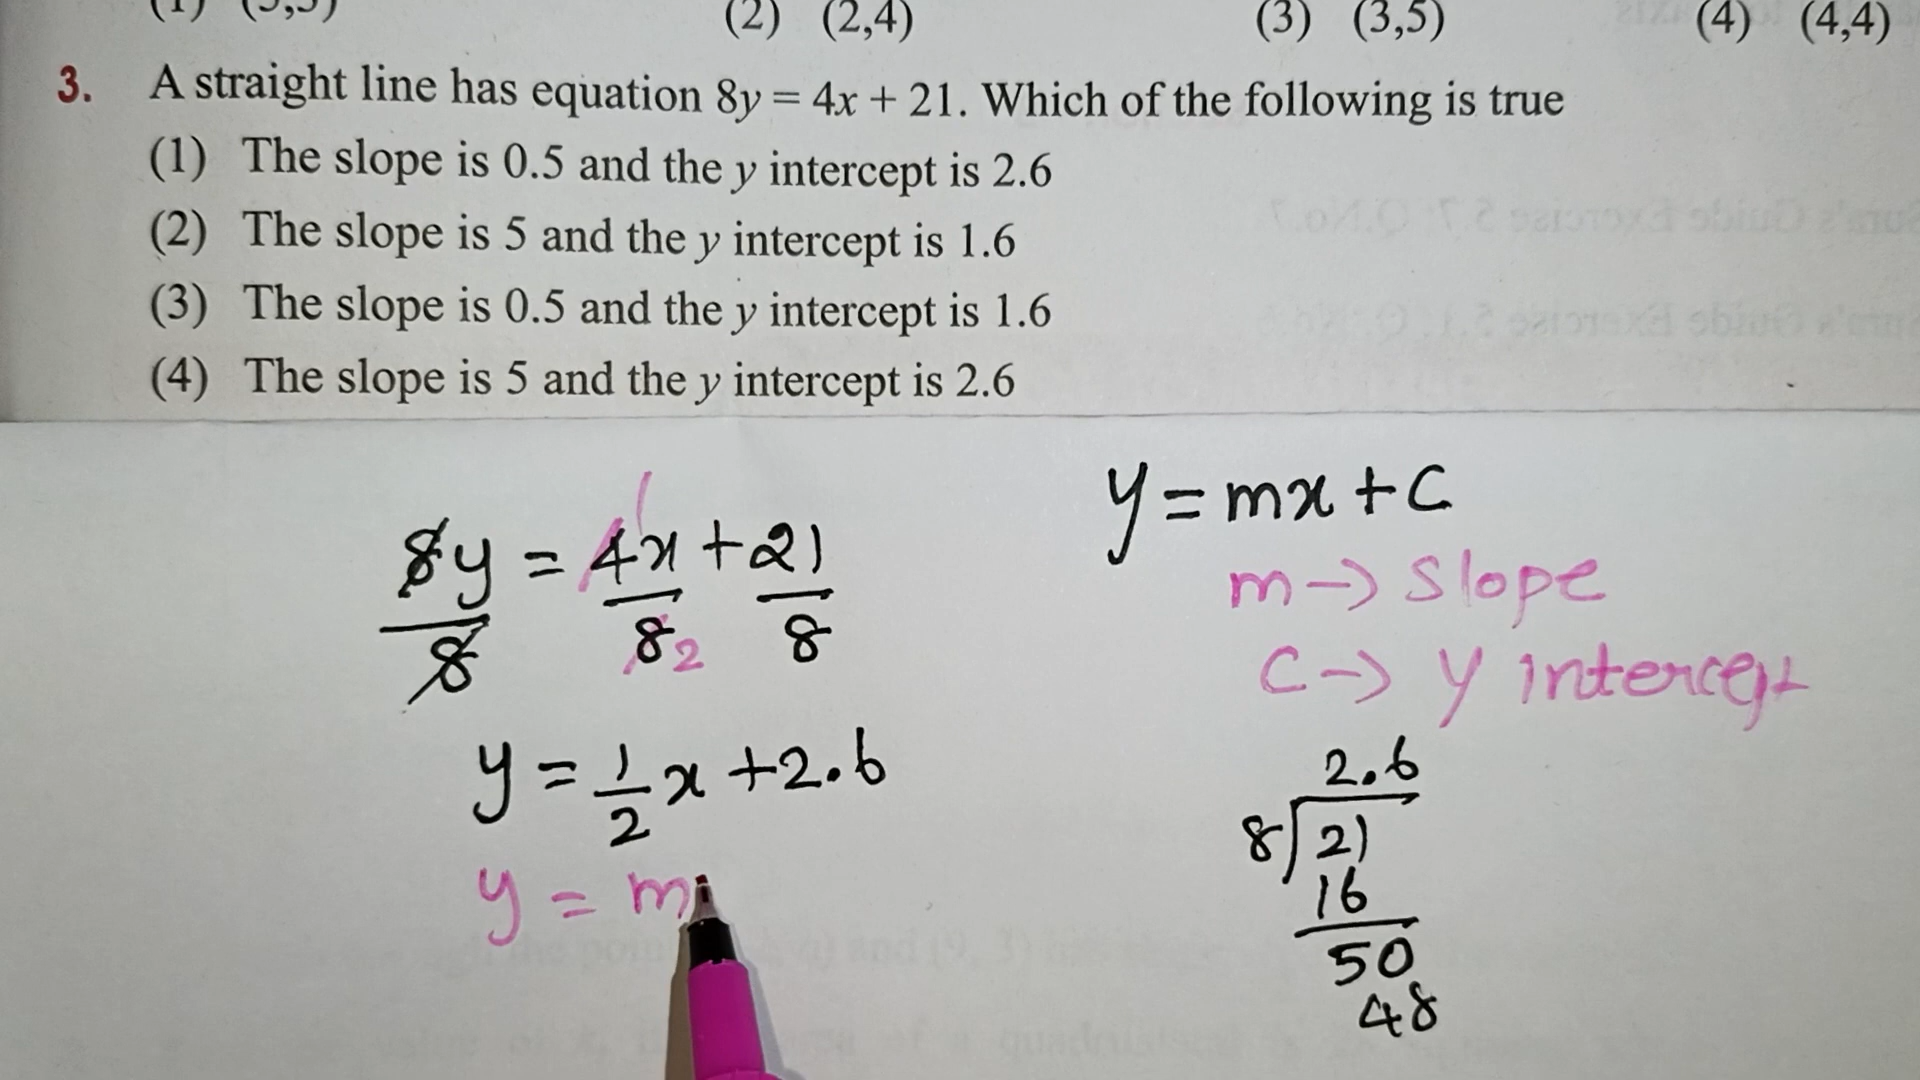 (2) (2,4) (3) (3,5) (4) (4,4)
3. A straight line has equation 8y = 4x + 21. Which of the following is true
(1) The slope is 0.5 and the y intercept is 2.6
(2) The slope is 5 and the y intercept is 1.6
(3) The slope is 0.5 and the y intercept is 1.6
(4) The slope is 5 and the y intercept is 2.6
8y/8 = 4x/8 + 21/8
1
2
y = 1/2 x + 2.6
y = m
y = mx + c
m → slope
c → y intercept
2.6
8 21
16
50
48